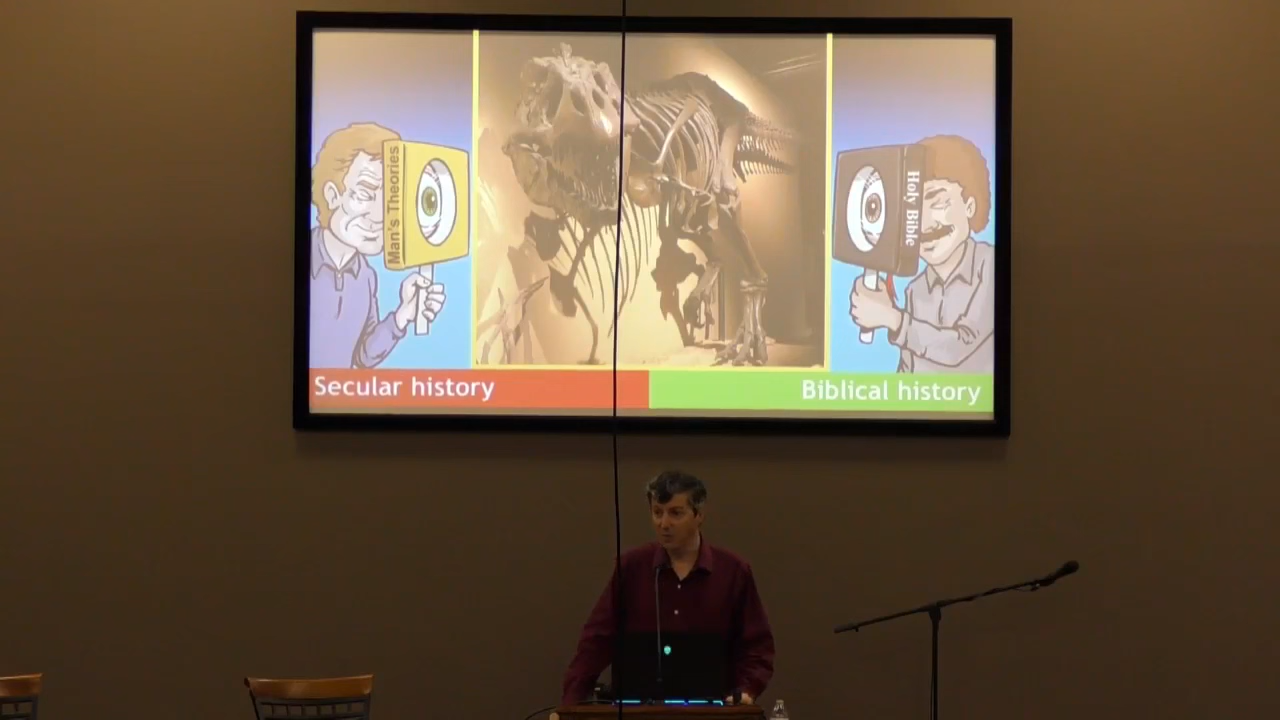 Man's Theories
Holy Bible
Secular history
Biblical history